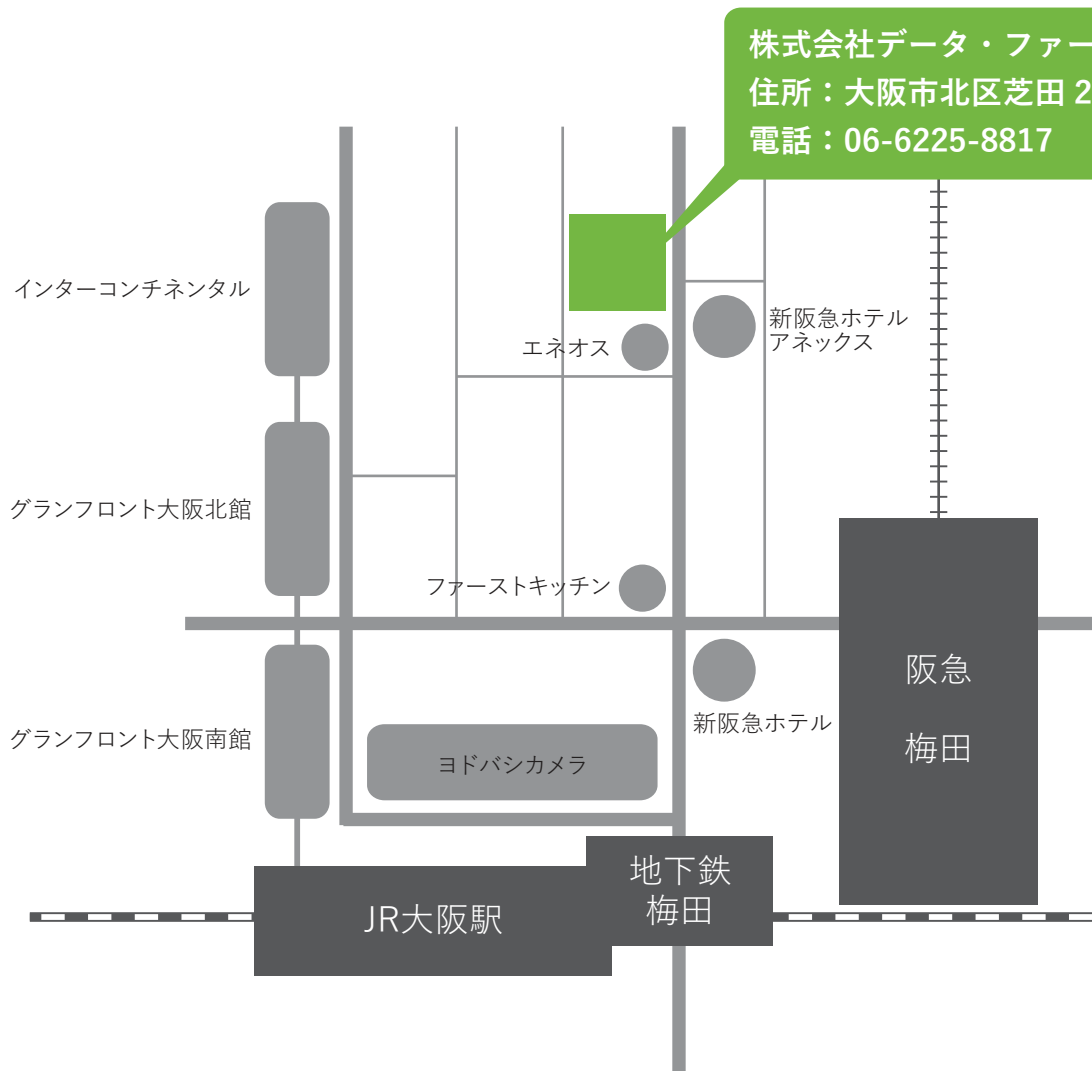 株式会社データ・ファー
住所：大阪市北区芝田 2
電話：06-6225-8817
インターコンチネンタル
新阪急ホテル
アネックス
エネオス
グランフロント大阪北館
ファーストキッチン
阪急
梅田
新阪急ホテル
グランフロント大阪南館
ヨドバシカメラ
地下鉄
梅田
JR大阪駅